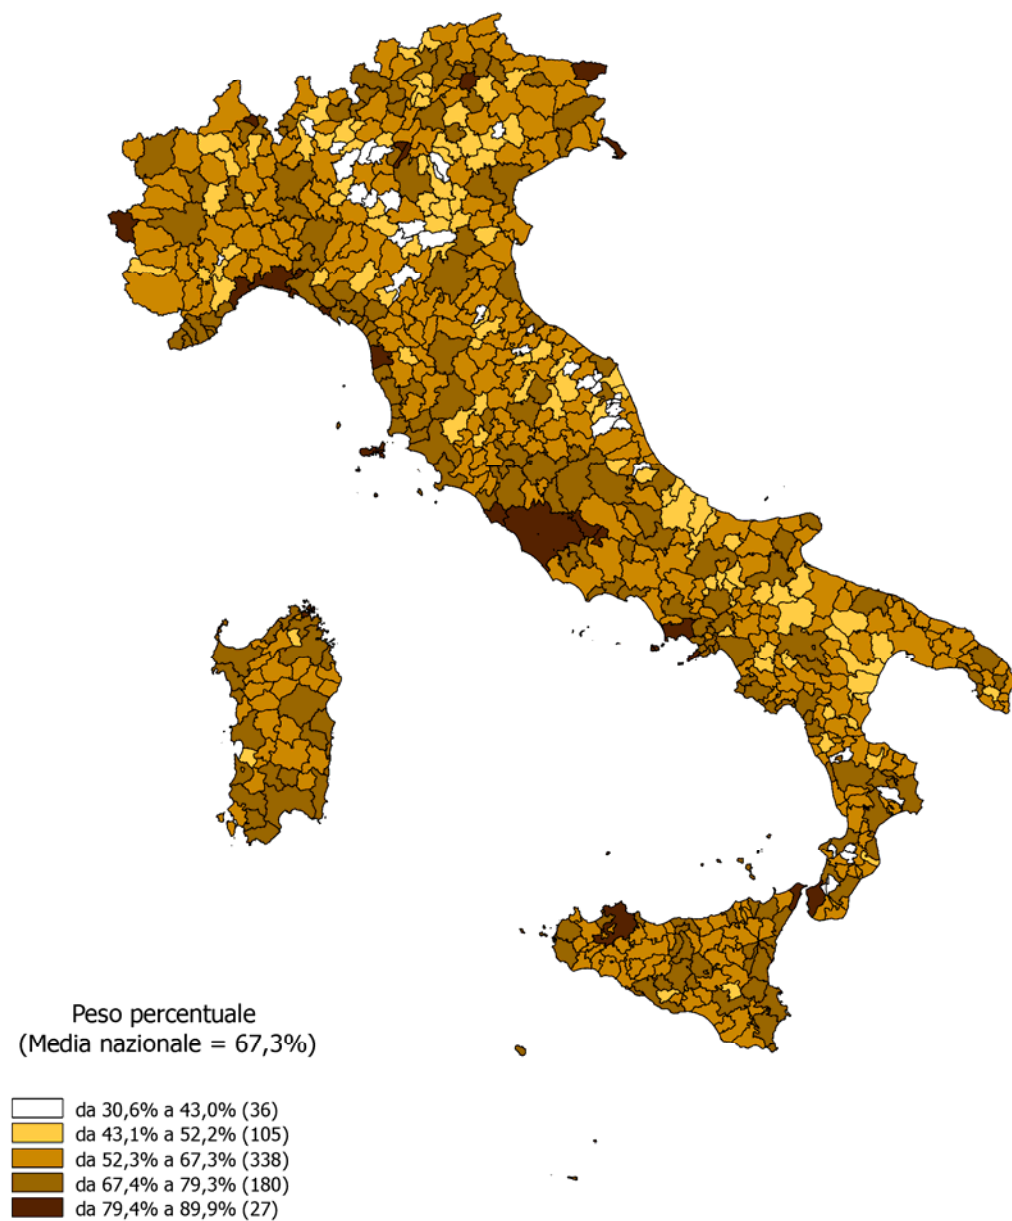 Peso percentuale
(Media nazionale = 67,3%)
da 30,6% a 43,0% (36)
da 43,1% a 52,2% (105)
da 52,3% a 67,3% (338)
da 67,4% a 79,3% (180)
da 79,4% a 89,9% (27)